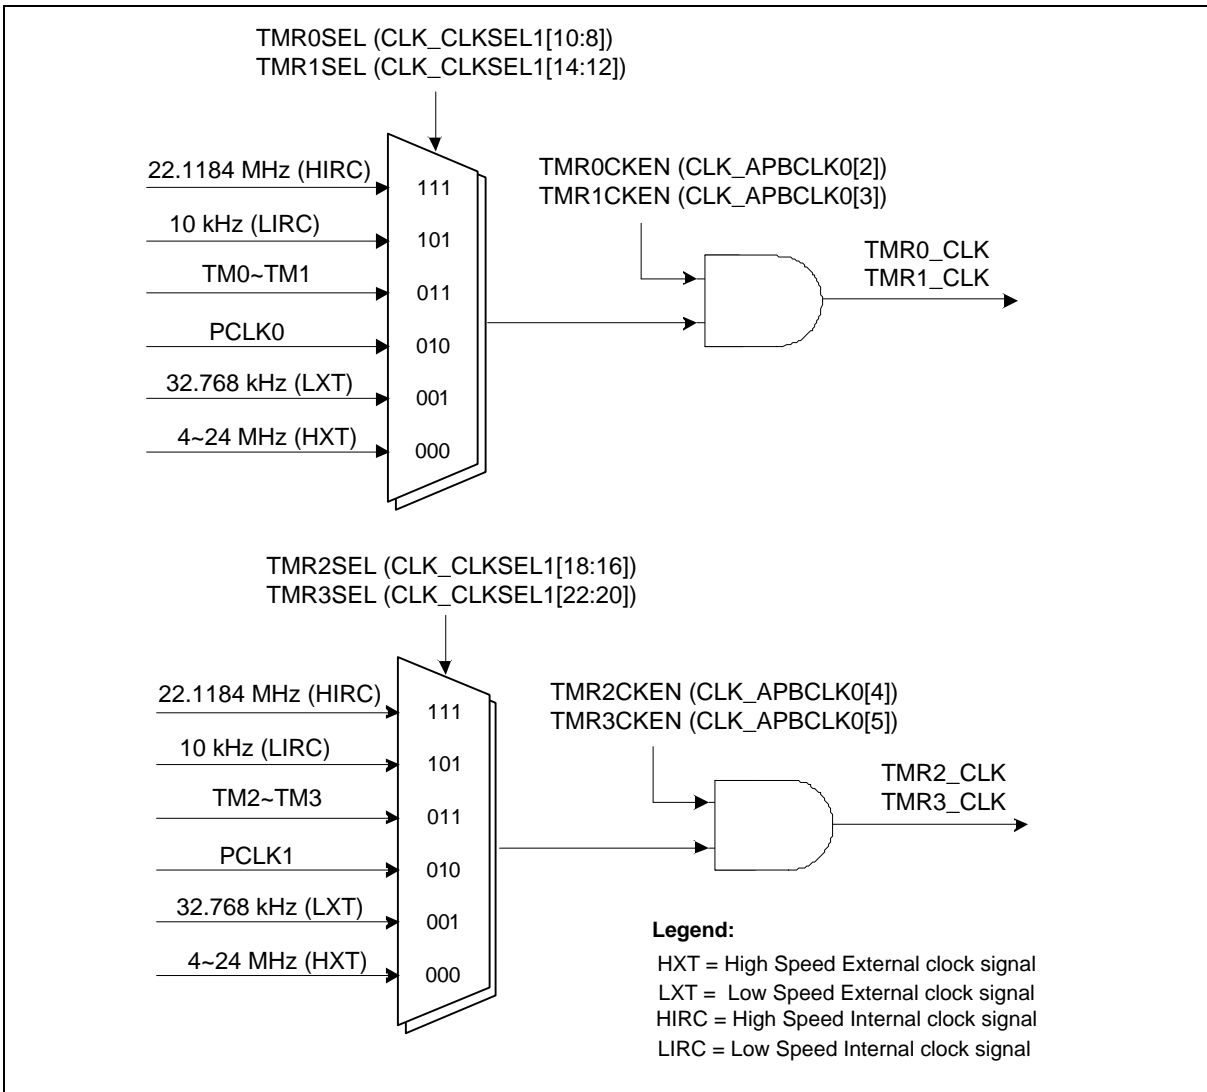 TMR0SEL (CLK_CLKSEL1[10:8])
TMR1SEL (CLK_CLKSEL1[14:12])
22.1184 MHz (HIRC)
111
10 kHz (LIRC)
101
TM0~TM1
011
PCLK0
010
32.768 kHz (LXT)
001
4~24 MHz (HXT)
000
TMR0CKEN (CLK_APBCLK0[2])
TMR1CKEN (CLK_APBCLK0[3])
TMR0_CLK
TMR1_CLK
TMR2SEL (CLK_CLKSEL1[18:16])
TMR3SEL (CLK_CLKSEL1[22:20])
22.1184 MHz (HIRC)
111
10 kHz (LIRC)
101
TM2~TM3
011
PCLK1
010
32.768 kHz (LXT)
001
4~24 MHz (HXT)
000
TMR2CKEN (CLK_APBCLK0[4])
TMR3CKEN (CLK_APBCLK0[5])
TMR2_CLK
TMR3_CLK
Legend:
HXT = High Speed External clock signal
LXT = Low Speed External clock signal
HIRC = High Speed Internal clock signal
LIRC = Low Speed Internal clock signal